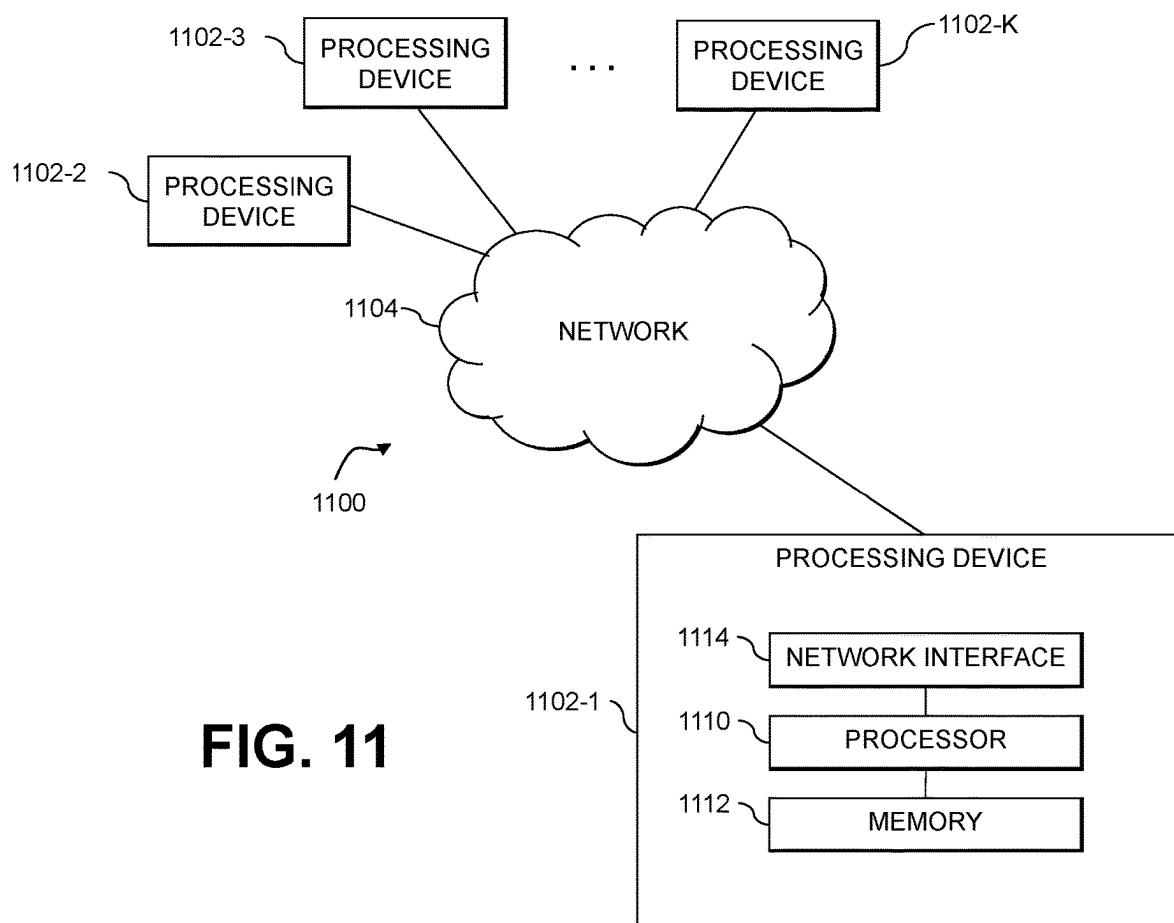 1102-3
PROCESSING
DEVICE
...
PROCESSING
DEVICE
1102-K
1102-2
PROCESSING
DEVICE
1104
NETWORK
1100
PROCESSING DEVICE
1114
NETWORK INTERFACE
1102-1
1110
PROCESSOR
FIG. 11
1112
MEMORY